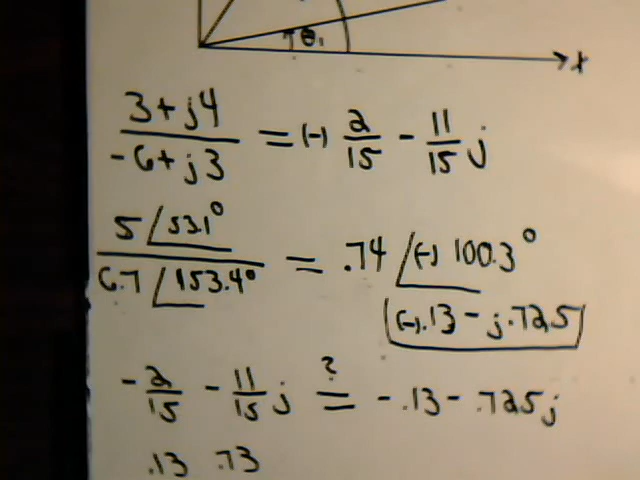 θ₁ x
3+j4
-6+j3 = (-) 2/15 - 11/15 j
5 /53.1°
6.7 /153.4° = .74 /(-) 100.3°
(-).13 - j.725
-2/15 - 11/15 j ?= -.13 - .725j
.13 .73